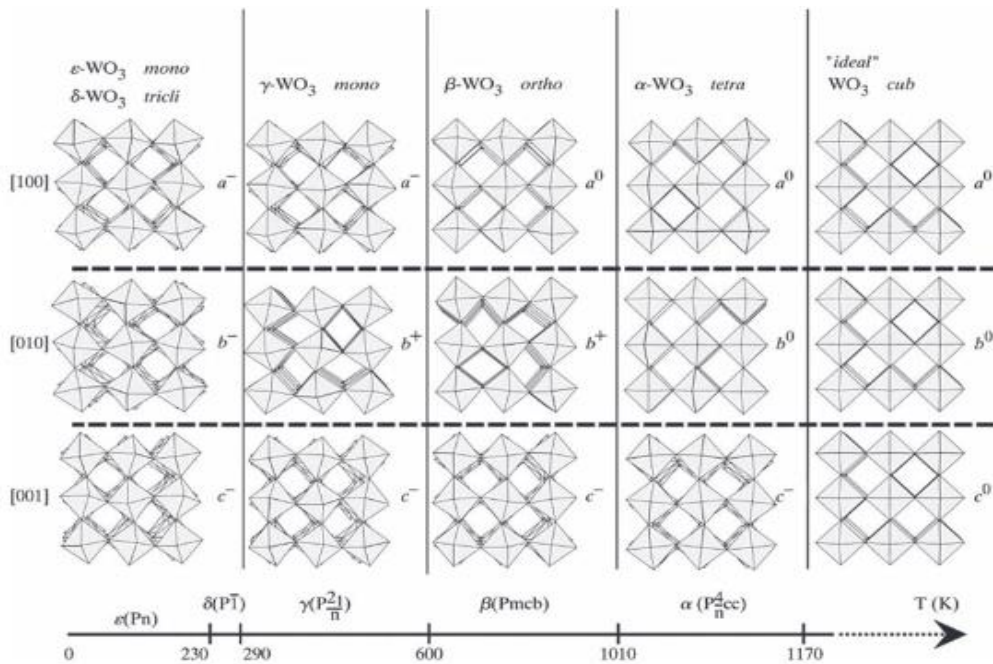 ε-WO3 mono
δ-WO3 tricli
γ-WO3 mono
β-WO3 ortho
α-WO3 tetra
"ideal"
WO3 cub
[100] a⁻ a⁻ a⁰ a⁰ a⁰
[010] b⁻ b⁺ b⁺ b⁰ b⁰
[001] c⁻ c⁻ c⁻ c⁻ c⁰
ε(Pn) δ(P1̅) γ(P21/n) β(Pmcb) α (P4/ncc) T (K)
0 230 290 600 1010 1170